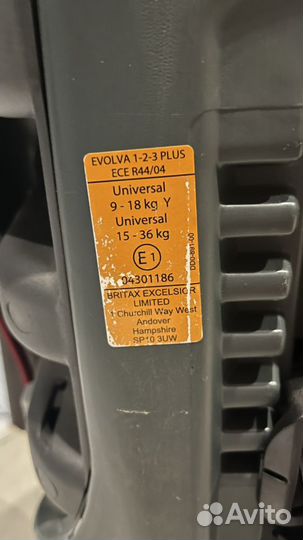 EVOLVA 1-2-3 PLUS
ECE R44/04
Universal
9 - 18 kg Y
Universal
15 - 36 kg
E1
04301186
BRITAX EXCELSIOR
LIMITED
1 Churchill Way West
Andover
Hampshire
SP10 3UW
Avito